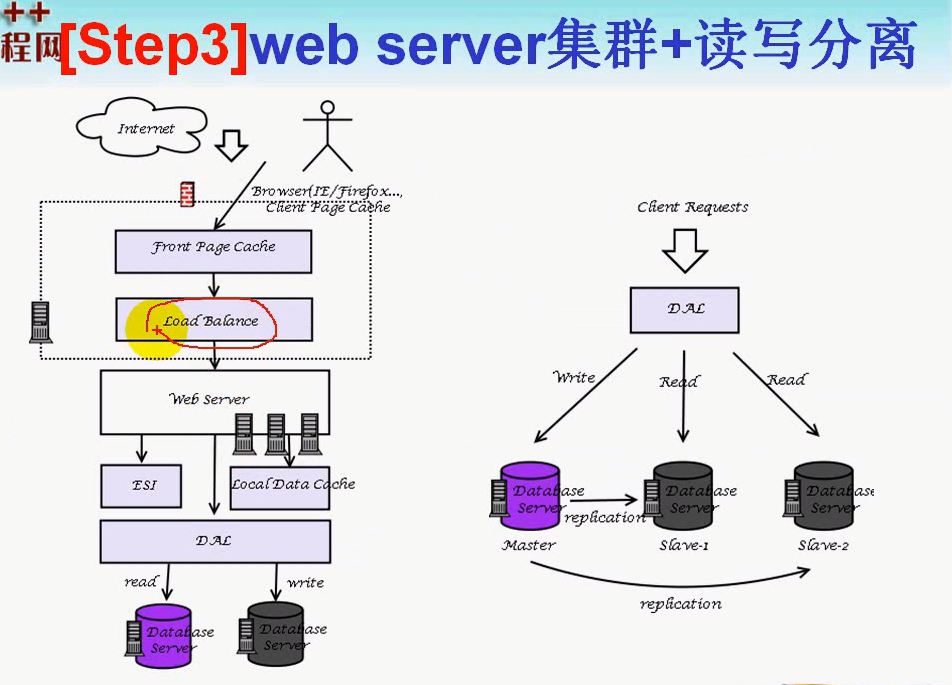 ++
程网
[Step3]web server集群+读写分离
Internet
Browser(IE/Firefox...,
Client Page Cache
Front Page Cache
Load Balance
Web Server
ESI
Local Data Cache
DAL
read
write
Database
Server
Database
Server
Client Requests
DAL
Write
Read
Read
Database
Server
replication
Database
Server
Database
Server
Master
Slave-1
Slave-2
replication